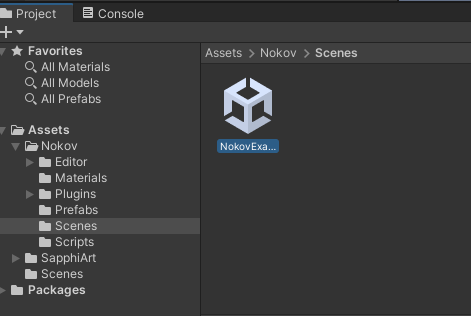 Project
Console
Favorites
All Materials
All Models
All Prefabs
Assets
Nokov
Editor
Materials
Plugins
Prefabs
Scenes
Scripts
SapphiArt
Scenes
Packages
Assets > Nokov > Scenes
NokovExa...